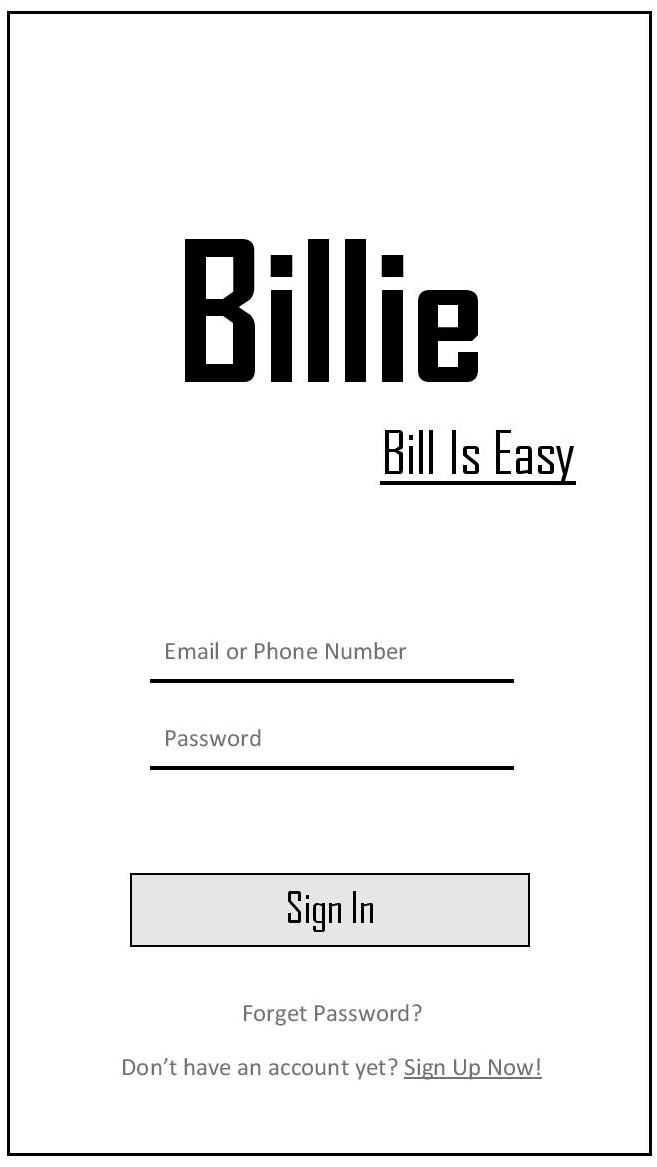 Billie
Bill Is Easy
Email or Phone Number
Password
Sign In
Forget Password?
Don’t have an account yet? Sign Up Now!